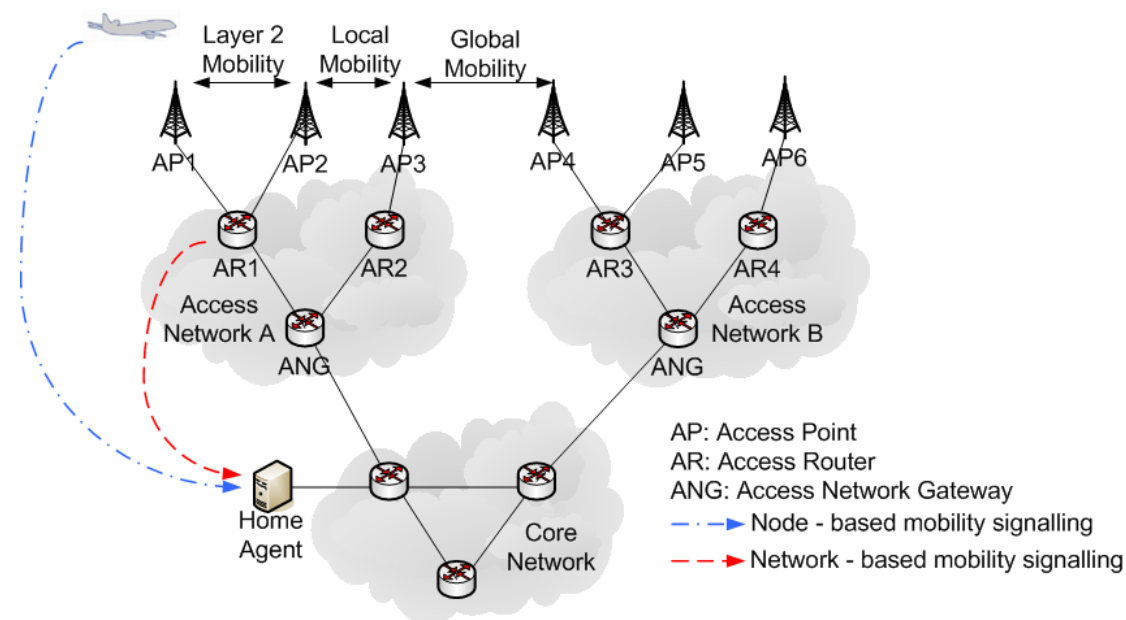 Layer 2
Mobility
Local
Mobility
Global
Mobility
AP1
AP2
AP3
AP4
AP5
AP6
AR1
AR2
AR3
AR4
Access
Network A
Access
Network B
ANG
ANG
Home
Agent
Core
Network
AP: Access Point
AR: Access Router
ANG: Access Network Gateway
Node - based mobility signalling
Network - based mobility signalling